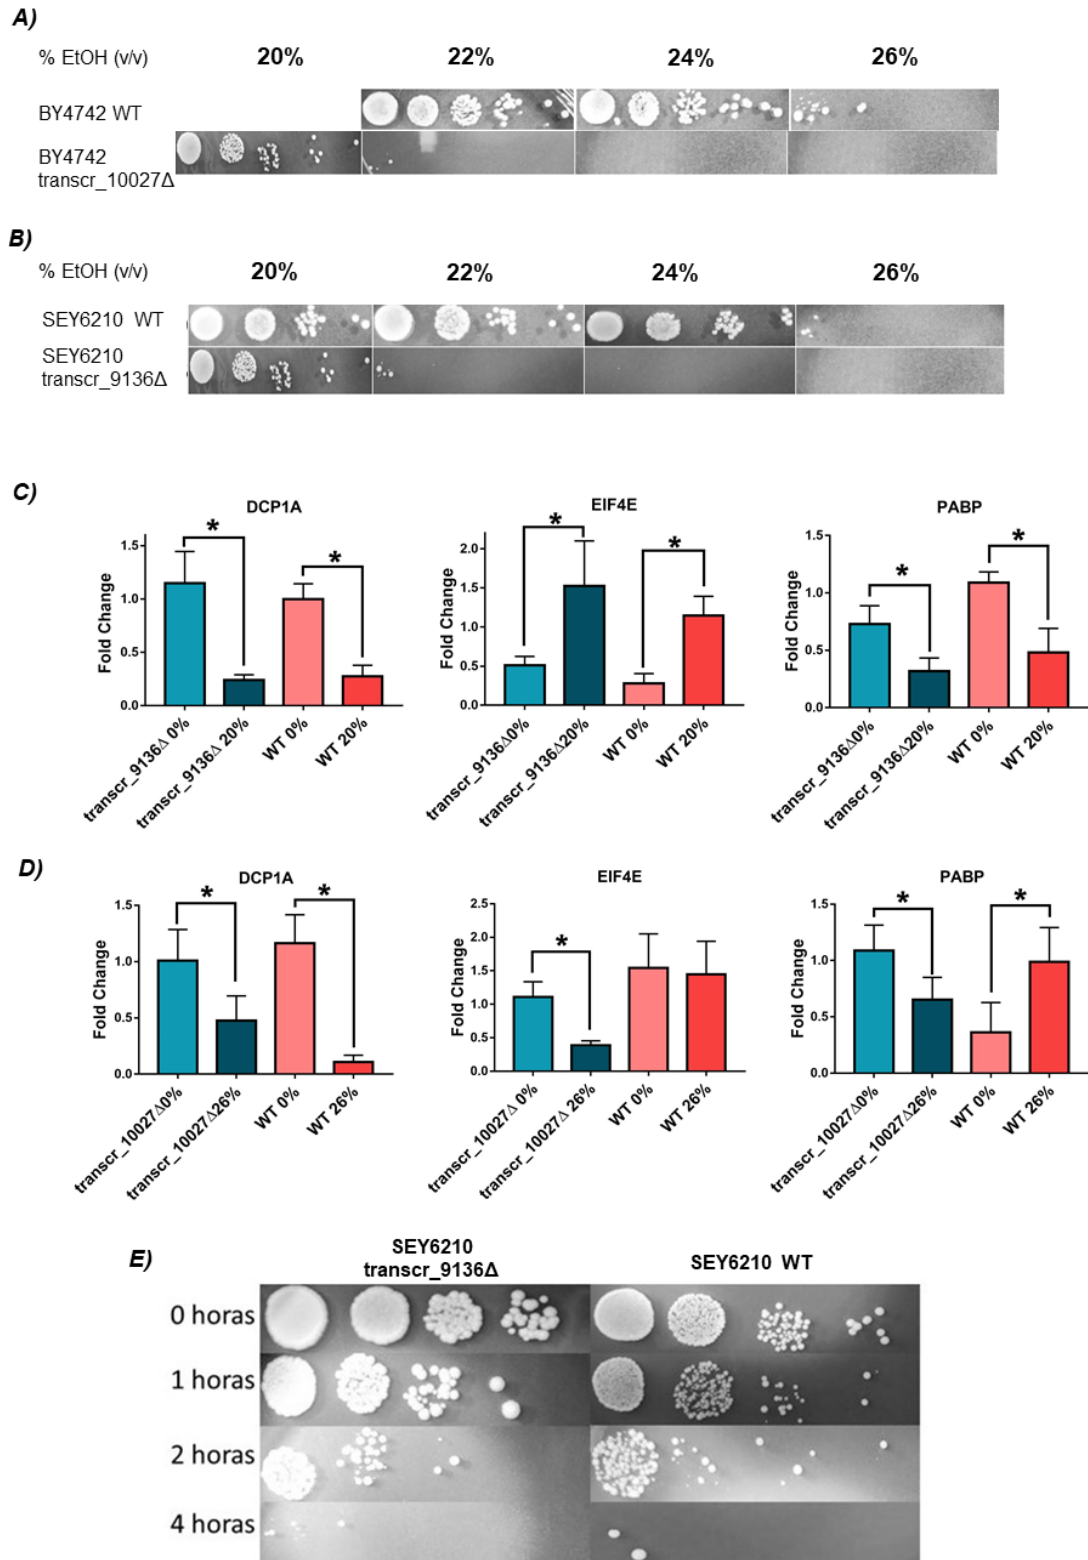 A)
% EtOH (v/v) 20% 22% 24% 26%
BY4742 WT
BY4742
transcr_10027Δ
B)
% EtOH (v/v) 20% 22% 24% 26%
SEY6210 WT
SEY6210
transcr_9136Δ
C)
DCP1A
Fold Change
1.5
1.0
0.5
0.0
*
*
transcr_9136Δ 0%
transcr_9136Δ 20%
WT 0%
WT 20%
EIF4E
Fold Change
2.0
1.5
1.0
0.5
0.0
*
*
transcr_9136Δ0%
transcr_9136Δ20%
WT 0%
WT 20%
PABP
Fold Change
1.5
1.0
0.5
0.0
*
*
transcr_9136Δ0%
transcr_9136Δ20%
WT 0%
WT 20%
D)
DCP1A
Fold Change
1.5
1.0
0.5
0.0
*
*
transcr_10027Δ0%
transcr_10027Δ26%
WT 0%
WT 26%
EIF4E
Fold Change
2.5
2.0
1.5
1.0
0.5
0.0
*
transcr_10027Δ 0%
transcr_10027Δ 26%
WT 0%
WT 26%
PABP
Fold Change
1.5
1.0
0.5
0.0
*
*
transcr_10027Δ0%
transcr_10027Δ26%
WT 0%
WT 26%
E)
SEY6210
transcr_9136Δ
SEY6210 WT
0 horas
1 horas
2 horas
4 horas